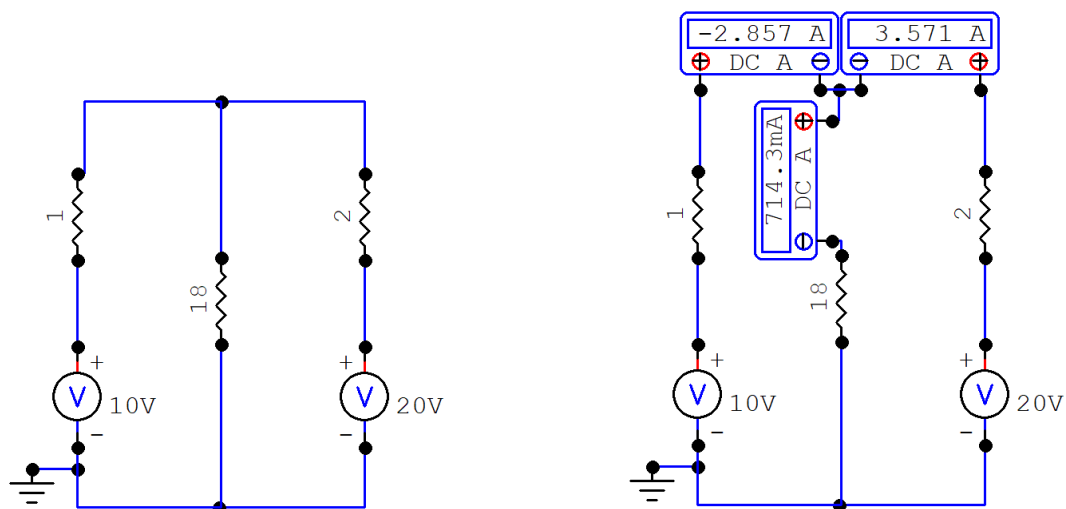 1
18
2
+
V
10V
-
+
V
20V
-
-2.857 A
+ DC A -
3.571 A
- DC A +
714.3mA
+ DC A -
1
18
2
+
V
10V
-
+
V
20V
-